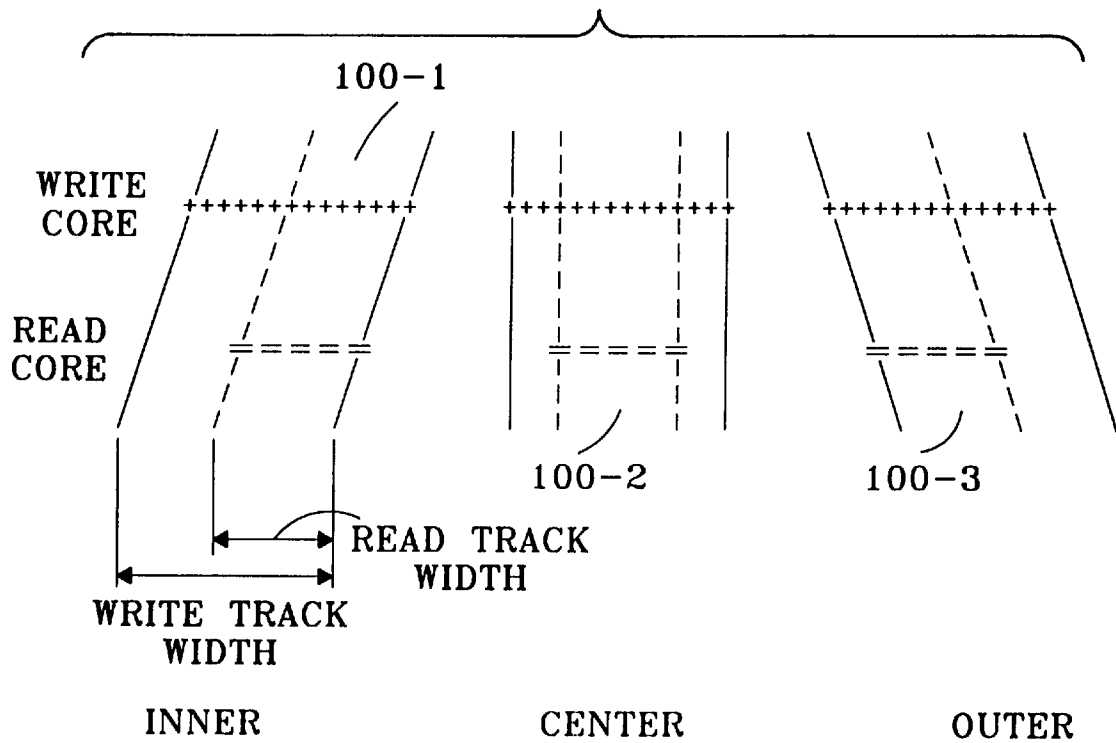 100-1
WRITE
CORE
READ
CORE
100-2
100-3
READ TRACK
WIDTH
WRITE TRACK
WIDTH
INNER
CENTER
OUTER